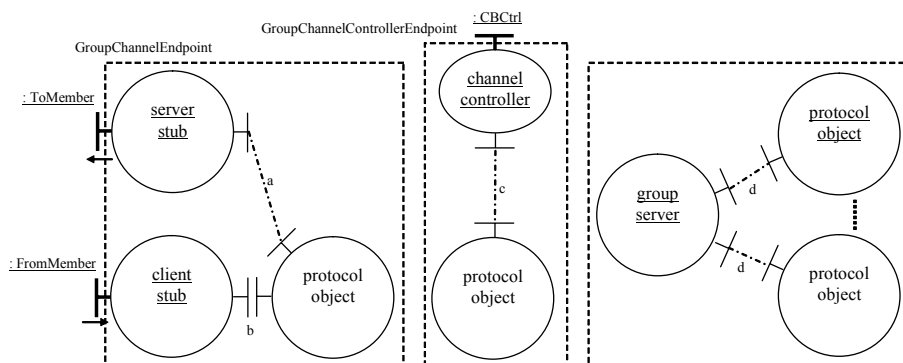 : CBCtrl
GroupChannelControllerEndpoint
GroupChannelEndpoint
: ToMember
server
stub
a
: FromMember
client
stub
b
protocol
object
channel
controller
c
protocol
object
group
server
d
d
protocol
object
protocol
object